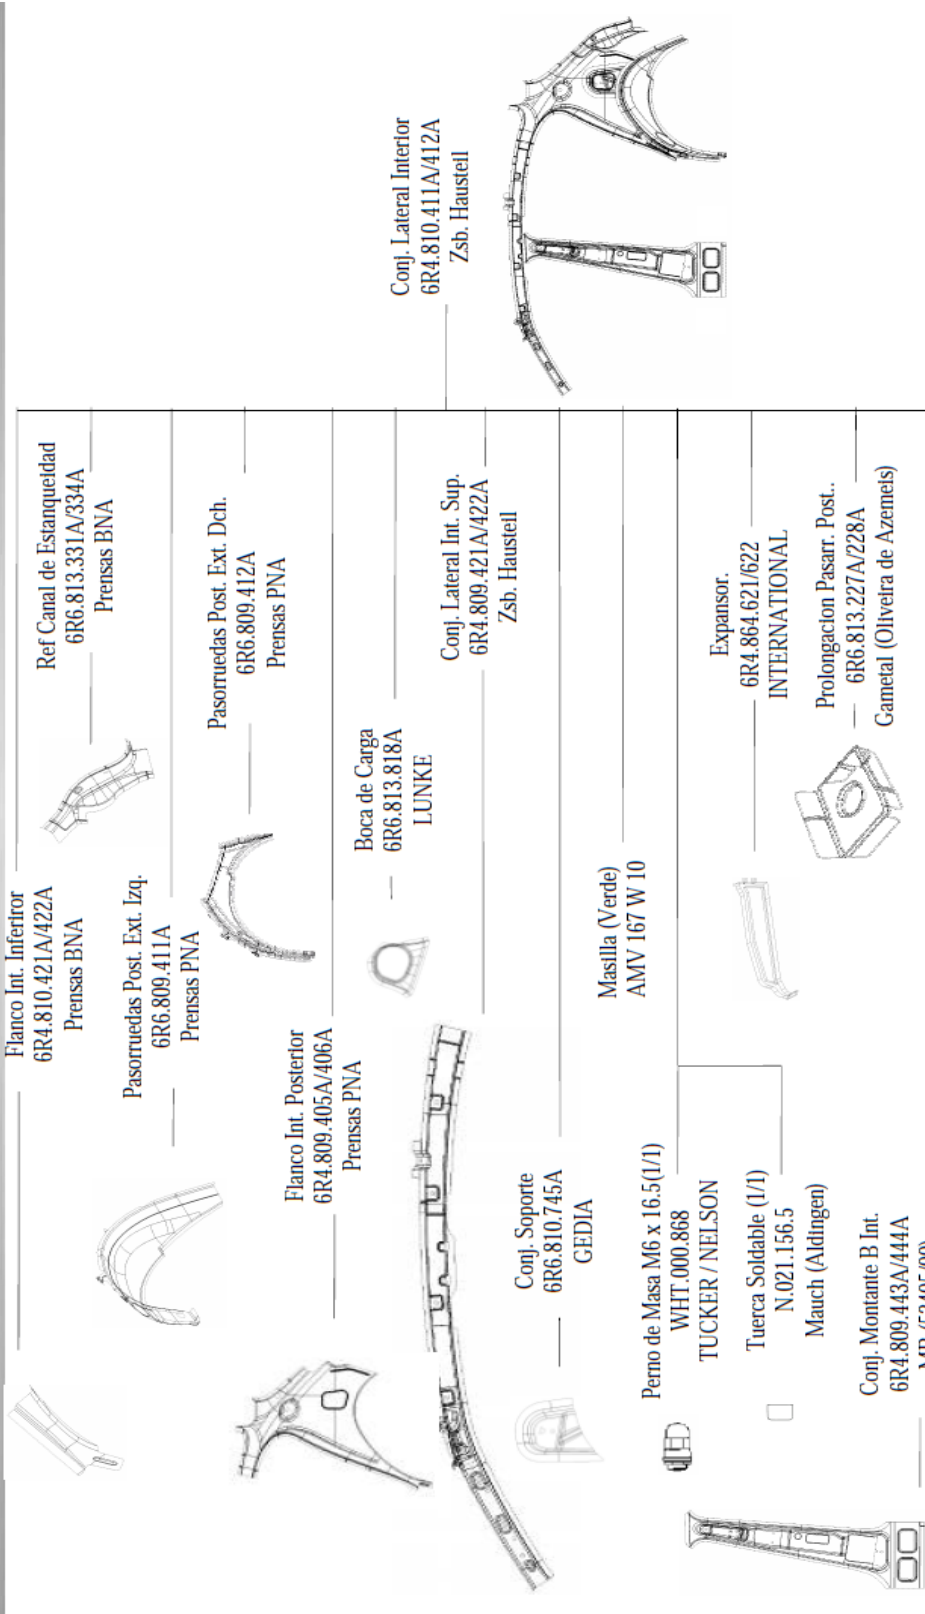 Conj. Lateral Interior
6R4.810.411A/412A
Zsb. Hausteil
Flanco Int. Inferiror
6R4.810.421A/422A
Prensas BNA
Ref Canal de Estanqueidad
6R6.813.331A/334A
Prensas BNA
Pasorruedas Post. Ext. Izq.
6R6.809.411A
Prensas PNA
Pasorruedas Post. Ext. Dch.
6R6.809.412A
Prensas PNA
Flanco Int. Posterior
6R4.809.405A/406A
Prensas PNA
Boca de Carga
6R6.813.818A
LUNKE
Conj. Lateral Int. Sup.
6R4.809.421A/422A
Zsb. Hausteil
Conj. Soporte
6R6.810.745A
GEDIA
Masilla (Verde)
AMV 167 W 10
Perno de Masa M6 x 16.5(1/1)
WHT.000.868
TUCKER / NELSON
Tuerca Soldable (1/1)
N.021.156.5
Mauch (Aldingen)
Expansor.
6R4.864.621/622
INTERNATIONAL
Prolongacion Pasarr. Post..
6R6.813.227A/228A
Gametal (Oliveira de Azemeis)
Conj. Montante B Int.
6R4.809.443A/444A